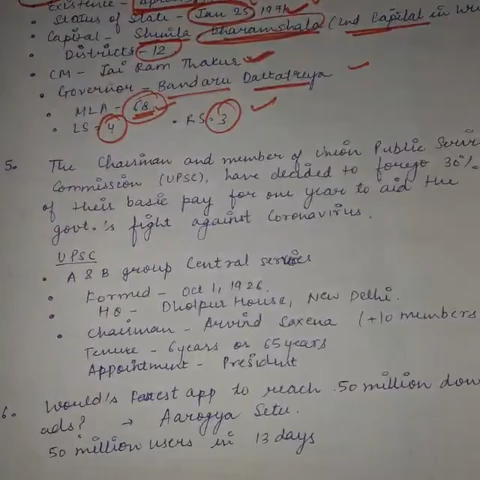 Existence -
• Status of State - Jan 25, 1971
• Capital - Shimla Dharamshala (2nd Capital in
• Districts - 12
• CM - Jai Ram Thakur
• Governor = Bandaru Dattatreya
• MLA - 68
• LS - 4 • RS - 3
5. The Chairman and member of Union Public Servi
Commission (UPSC), have decided to forego 30%
of their basic pay for one year to aid the
govt.'s fight against Coronavirus.
UPSC
• A & B group Central services
• Formed - Oct 1, 1926.
• HQ - Dholpur House, New Delhi.
• Chairman - Arvind Saxena (+10 members
Tenure - 6 years or 65 years
Appointment - President
6. Would's Fastest app to reach 50 million down
ads? → Aarogya Setu.
50 million users in 13 days